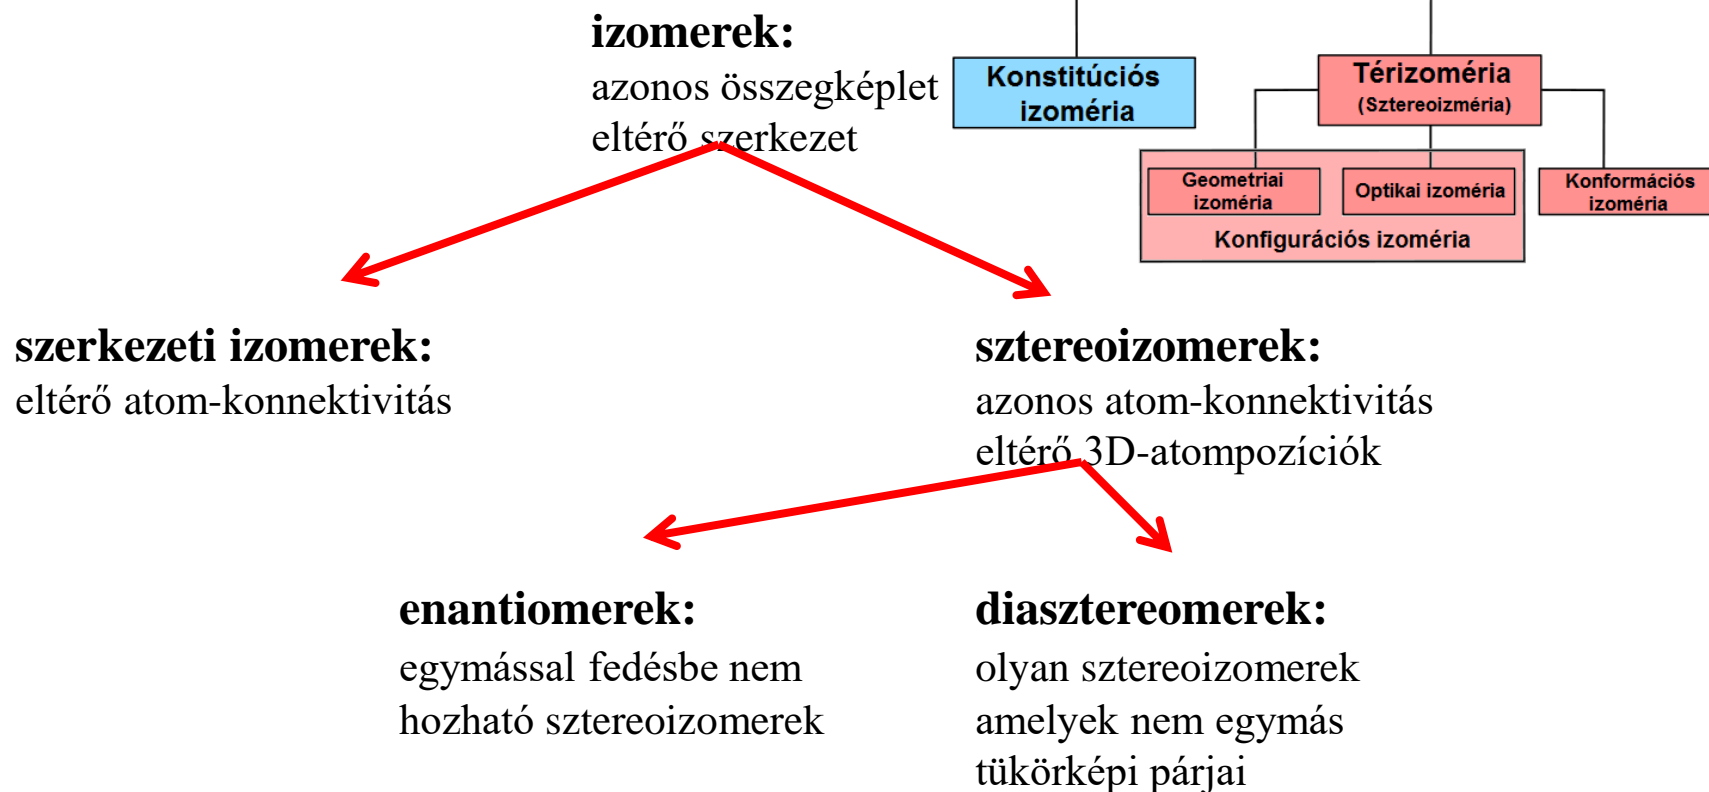 izomerek:
azonos összegképlet
eltérő szerkezet
Konstitúciós
izoméria
Térizoméria
(Sztereoizméria)
Geometriai
izoméria
Optikai izoméria
Konformációs
izoméria
Konfigurációs izoméria
szerkezeti izomerek:
eltérő atom-konnektivitás
sztereoizomerek:
azonos atom-konnektivitás
eltérő 3D-atompozíciók
enantiomerek:
egymással fedésbe nem
hozható sztereoizomerek
diasztereomerek:
olyan sztereoizomerek
amelyek nem egymás
tükörképi párjai